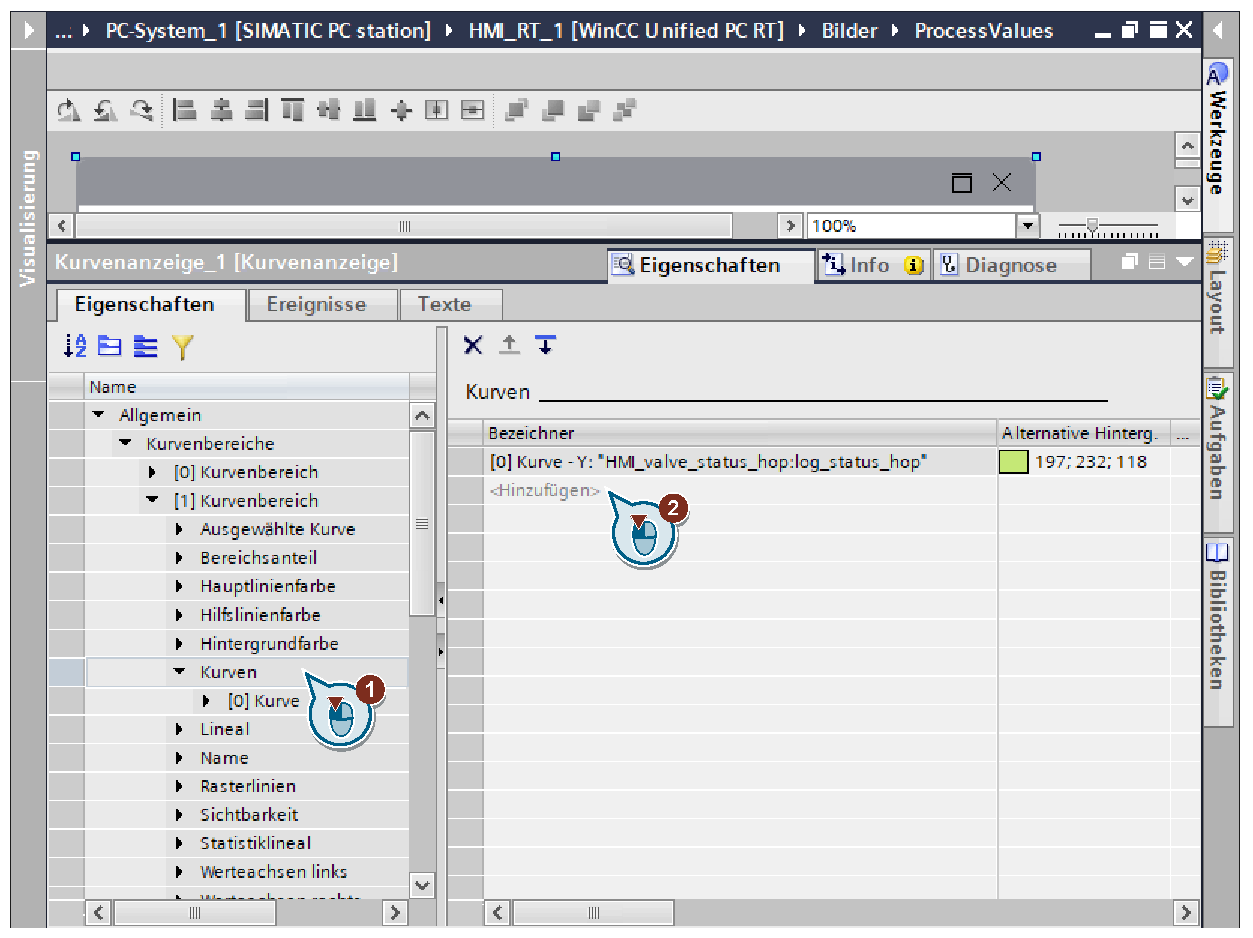 ... PC-System_1 [SIMATIC PC station] HMI_RT_1 [WinCC Unified PC RT] Bilder ProcessValues
Visualisierung
100%
Kurvenanzeige_1 [Kurvenanzeige]
Eigenschaften
Info
Diagnose
Eigenschaften
Ereignisse
Texte
Name
Allgemein
Kurvenbereiche
[0] Kurvenbereich
[1] Kurvenbereich
Ausgewählte Kurve
Bereichsanteil
Hauptlinienfarbe
Hilfslinienfarbe
Hintergrundfarbe
Kurven
[0] Kurve
1
Lineal
Name
Rasterlinien
Sichtbarkeit
Statistiklineal
Werteachsen links
Kurven
Bezeichner
Alternative Hinterg. ...
[0] Kurve - Y: "HMI_valve_status_hop:log_status_hop"
197; 232; 118
<Hinzufügen>
2
Werkzeuge
Layout
Aufgaben
Bibliotheken